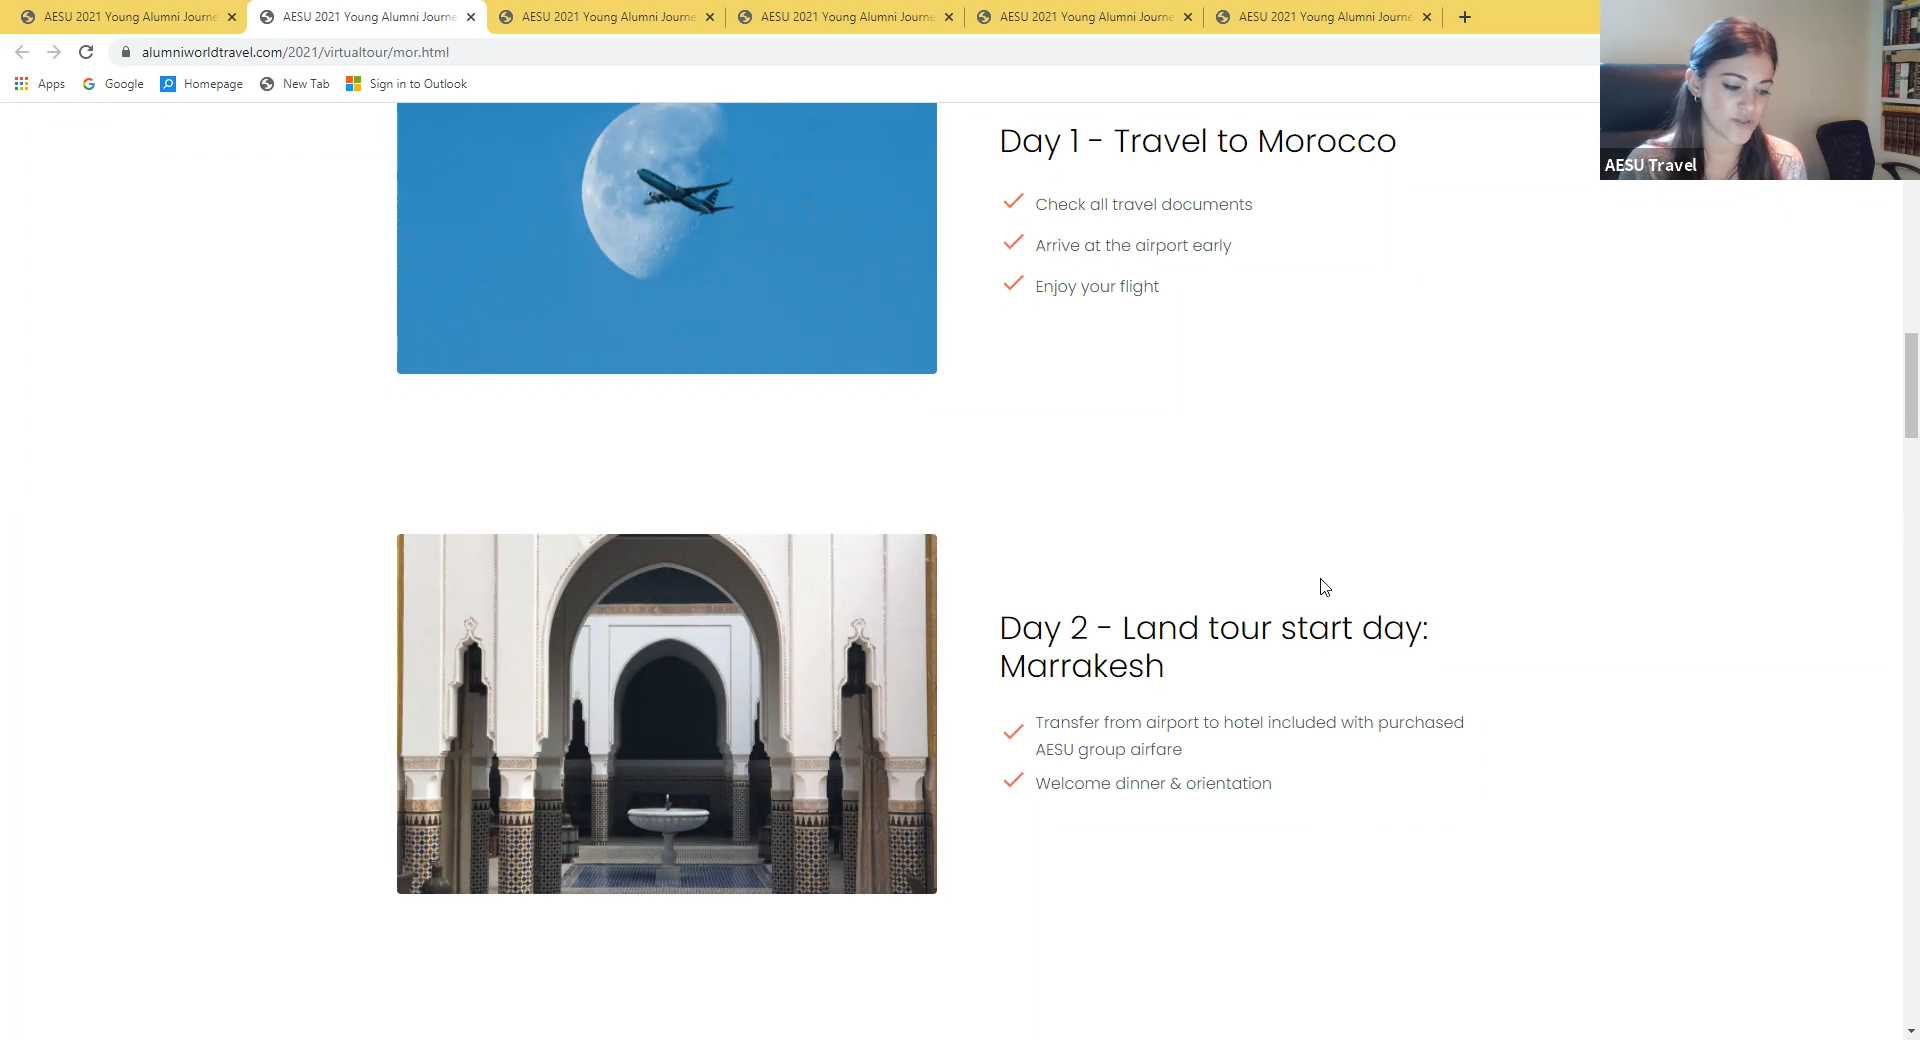 AESU 2021 Young Alumni Journe
AESU 2021 Young Alumni Journe
AESU 2021 Young Alumni Journe
AESU 2021 Young Alumni Journe
AESU 2021 Young Alumni Journe
AESU 2021 Young Alumni Journe
alumniworldtravel.com/2021/virtualtour/mor.html
Apps
Google
Homepage
New Tab
Sign in to Outlook
AESU Travel
Day 1 - Travel to Morocco
Check all travel documents
Arrive at the airport early
Enjoy your flight
Day 2 - Land tour start day:
Marrakesh
Transfer from airport to hotel included with purchased
AESU group airfare
Welcome dinner & orientation